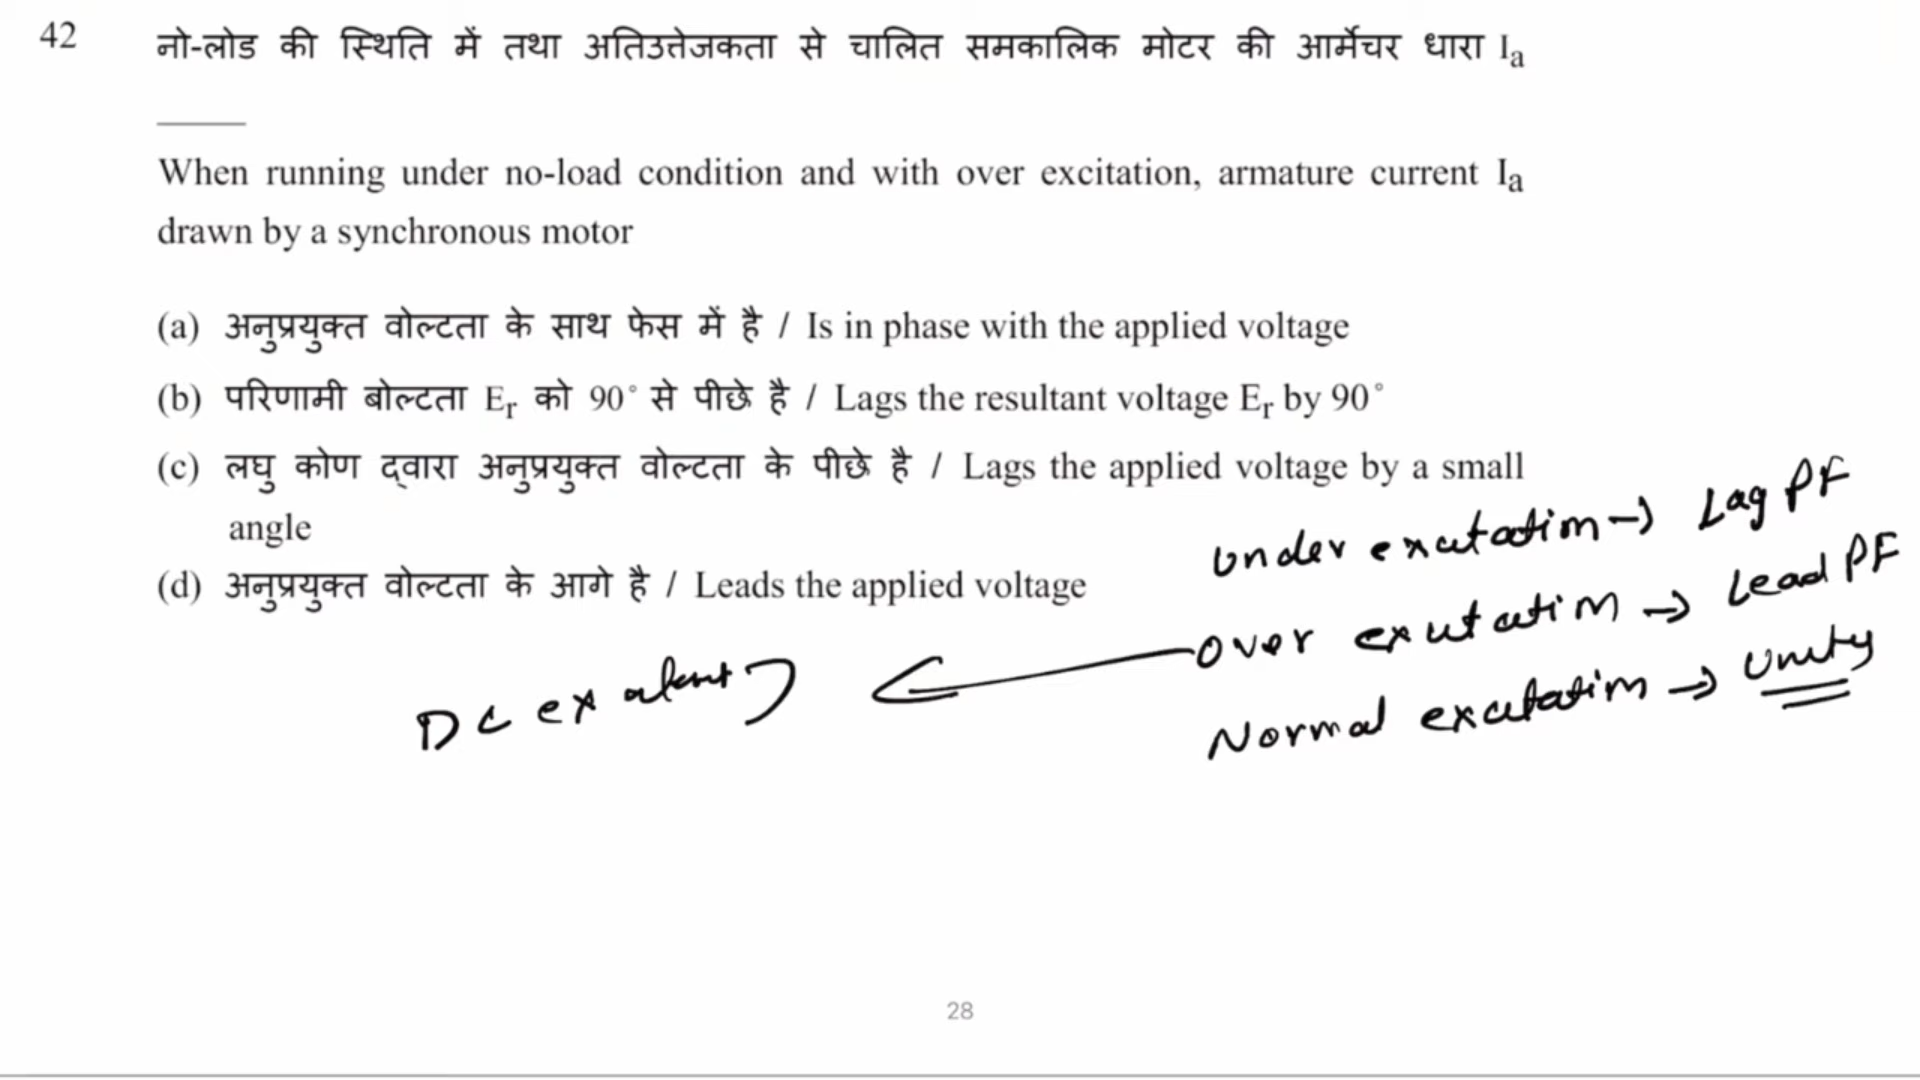 42 नो-लोड की स्थिति में तथा अतिउत्तेजकता से चालित समकालिक मोटर की आर्मेचर धारा Ia
_____
When running under no-load condition and with over excitation, armature current Ia
drawn by a synchronous motor
(a) अनुप्रयुक्त वोल्टता के साथ फेस में है / Is in phase with the applied voltage
(b) परिणामी बोल्टता Er को 90° से पीछे है / Lags the resultant voltage Er by 90°
(c) लघु कोण द्वारा अनुप्रयुक्त वोल्टता के पीछे है / Lags the applied voltage by a small
angle
(d) अनुप्रयुक्त वोल्टता के आगे है / Leads the applied voltage
Under excitation → Lag PF
Over excitation → Lead PF
Normal excitation → Unity
DC
28